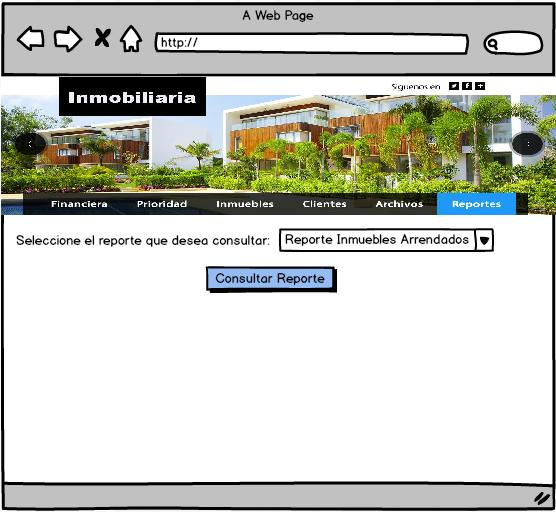 A Web Page
http://
Siguenos en
Inmobiliaria
Financiera Prioridad Inmuebles Clientes Archivos Reportes
Seleccione el reporte que desea consultar: Reporte Inmuebles Arrendados
Consultar Reporte